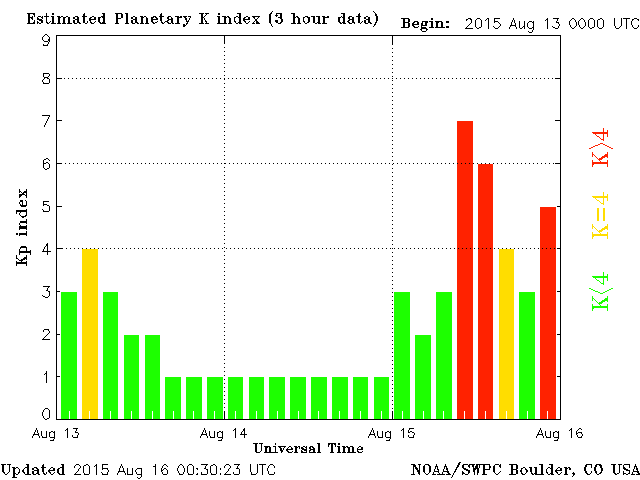 Estimated Planetary K index (3 hour data)
Begin: 2015 Aug 13 0000 UTC
9
8
7
6
5
4
3
2
1
0
Kp index
K>4
K=4
K<4
Aug 13
Aug 14
Aug 15
Aug 16
Universal Time
Updated 2015 Aug 16 00:30:23 UTC
NOAA/SWPC Boulder, CO USA